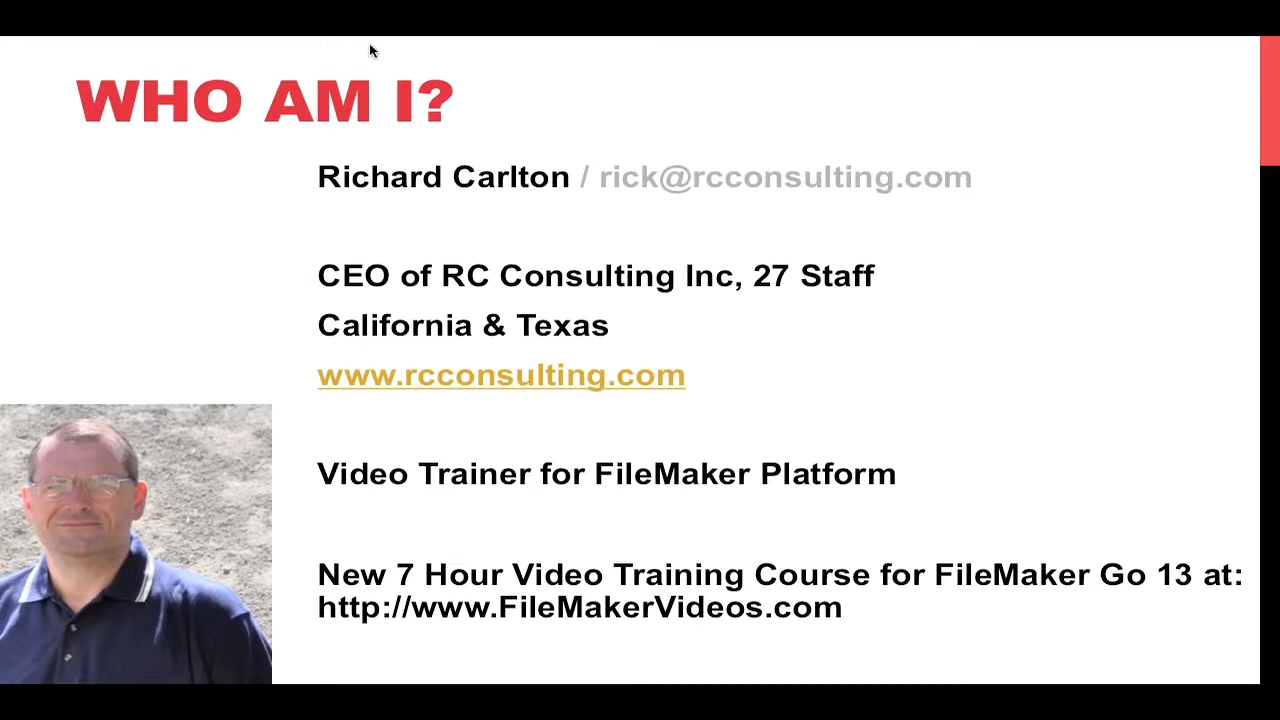 WHO AM I?
Richard Carlton / rick@rcconsulting.com
CEO of RC Consulting Inc, 27 Staff
California & Texas
www.rcconsulting.com
Video Trainer for FileMaker Platform
New 7 Hour Video Training Course for FileMaker Go 13 at:
http://www.FileMakerVideos.com